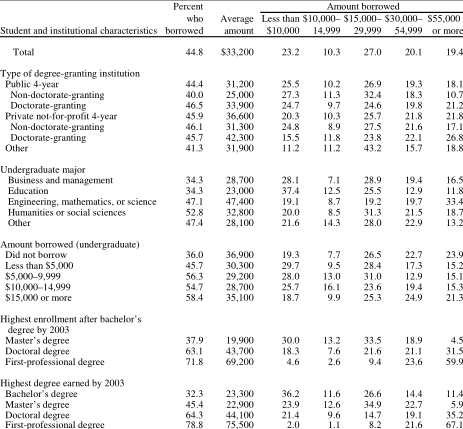 Percent Amount borrowed
who Average Less than $10,000– $15,000– $30,000– $55,000
Student and institutional characteristics borrowed amount $10,000 14,999 29,999 54,999 or more
Total 44.8 $33,200 23.2 10.3 27.0 20.1 19.4
Type of degree-granting institution
Public 4-year 44.4 31,200 25.5 10.2 26.9 19.3 18.1
Non-doctorate-granting 40.0 25,000 27.3 11.3 32.4 18.3 10.7
Doctorate-granting 46.5 33,900 24.7 9.7 24.6 19.8 21.2
Private not-for-profit 4-year 45.9 36,600 20.3 10.3 25.7 21.8 21.8
Non-doctorate-granting 46.1 31,300 24.8 8.9 27.5 21.6 17.1
Doctorate-granting 45.7 42,300 15.5 11.8 23.8 22.1 26.8
Other 41.3 31,900 11.2 11.2 43.2 15.7 18.8
Undergraduate major
Business and management 34.3 28,700 28.1 7.1 28.9 19.4 16.5
Education 34.3 23,000 37.4 12.5 25.5 12.9 11.8
Engineering, mathematics, or science 47.1 47,400 19.1 8.7 19.2 19.7 33.4
Humanities or social sciences 52.8 32,800 20.0 8.5 31.3 21.5 18.7
Other 47.4 28,100 21.6 14.3 28.0 22.9 13.2
Amount borrowed (undergraduate)
Did not borrow 36.0 36,900 19.3 7.7 26.5 22.7 23.9
Less than $5,000 45.7 30,300 29.7 9.5 28.4 17.3 15.2
$5,000–9,999 56.3 29,200 28.0 13.0 31.0 12.9 15.1
$10,000–14,999 54.7 28,700 25.7 16.1 23.6 19.4 15.3
$15,000 or more 58.4 35,100 18.7 9.9 25.3 24.9 21.3
Highest enrollment after bachelor’s
degree by 2003
Master’s degree 37.9 19,900 30.0 13.2 33.5 18.9 4.5
Doctoral degree 63.1 43,700 18.3 7.6 21.6 21.1 31.5
First-professional degree 71.8 69,200 4.6 2.6 9.4 23.6 59.9
Highest degree earned by 2003
Bachelor’s degree 32.3 23,300 36.2 11.6 26.6 14.4 11.4
Master’s degree 45.4 22,900 23.9 12.6 34.9 22.7 5.9
Doctoral degree 64.3 44,100 21.4 9.6 14.7 19.1 35.2
First-professional degree 78.8 75,500 2.0 1.1 8.2 21.6 67.1